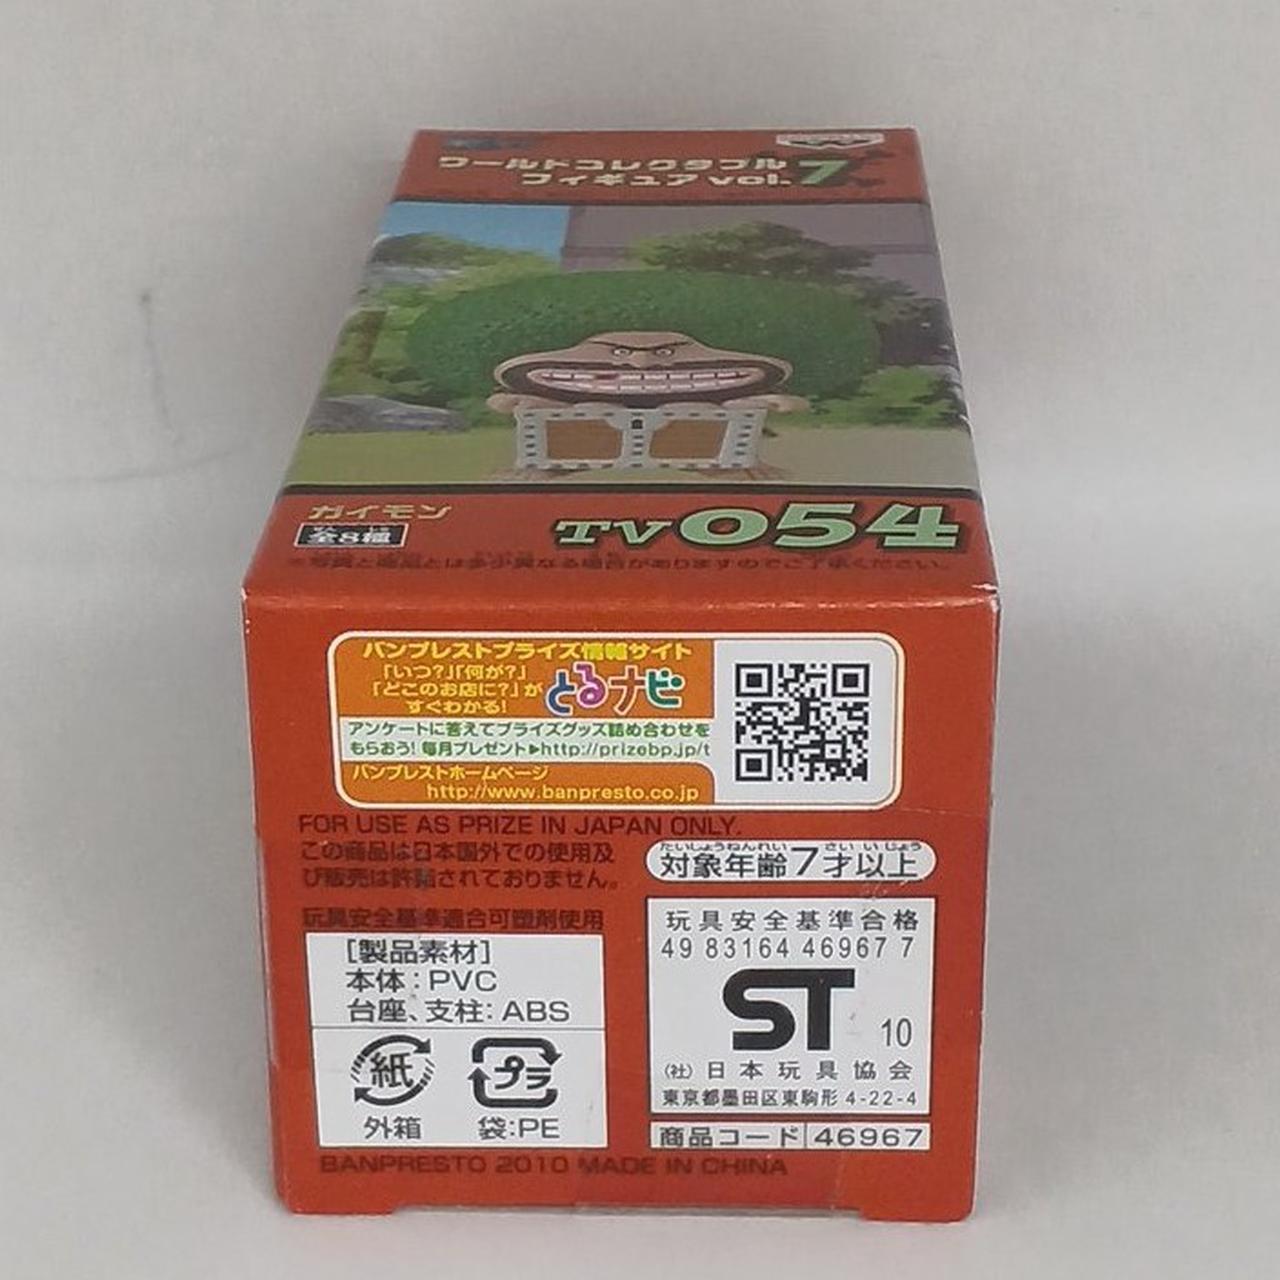 ワールドコレクタブル
フィギュア vol.7
ガイモン
全8種
TV054
※写真と商品とは多少異なる場合がありますのでご了承ください。
バンプレストプライズ情報サイト
「いつ?」「何が?」
「どこのお店に?」が
すぐわかる!
とるナビ
アンケートに答えてプライズグッズ詰め合わせを
もらおう! 毎月プレゼント▶http://prizebp.jp/t
バンプレストホームページ
http://www.banpresto.co.jp
FOR USE AS PRIZE IN JAPAN ONLY.
この商品は日本国外での使用及
び販売は許諾されておりません。
たいしょうねんれい さいいじょう
対象年齢7才以上
玩具安全基準適合可塑剤使用
[製品素材]
本体:PVC
台座、支柱:ABS
紙
プラ
外箱
袋:PE
玩具安全基準合格
49 83164 46967 7
ST
10
(社)日本玩具協会
東京都墨田区東駒形 4-22-4
商品コード 46967
BANPRESTO 2010 MADE IN CHINA